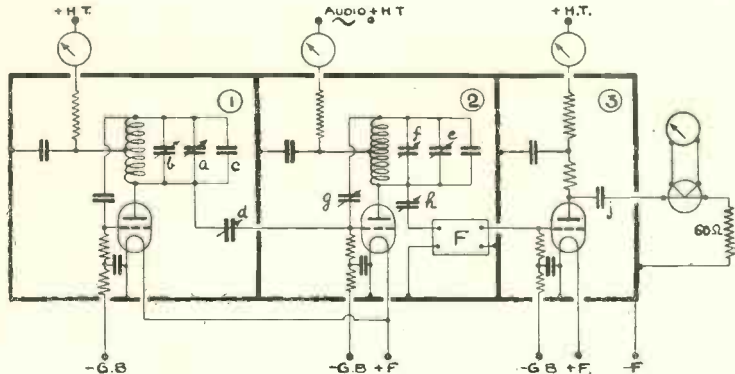 +H.T. AUDIO +H.T +H.T.
1 2 3
b a c f e
d g h j
F
60Ω
-G.B -G.B +F -G B +F. -F